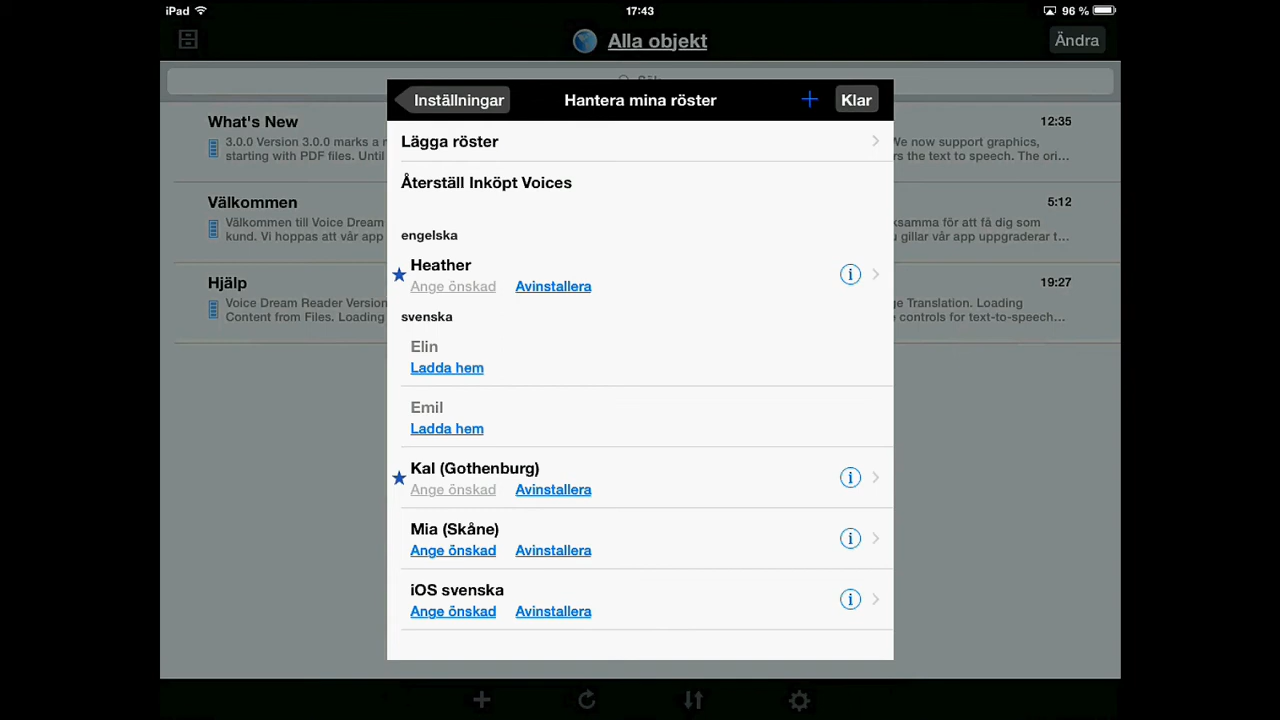 iPad 17:43 96 %
Alla objekt Ändra
Inställningar Hantera mina röster Klar
Lägga röster
Återställ Inköpt Voices
engelska
Heather
Ange önskad Avinstallera
svenska
Elin
Ladda hem
Emil
Ladda hem
Kal (Gothenburg)
Ange önskad Avinstallera
Mia (Skåne)
Ange önskad Avinstallera
iOS svenska
Ange önskad Avinstallera
What's New 12:35
3.0.0 Version 3.0.0 marks a We now support graphics,
starting with PDF files. Until the text to speech. The ori...
Välkommen 5:12
Välkommen till Voice Dream för att få dig som
kund. Vi hoppas att vår app gillar vår app uppgraderar t...
Hjälp 19:27
Voice Dream Reader Version Translation. Loading
Content from Files. Loading controls for text-to-speech...